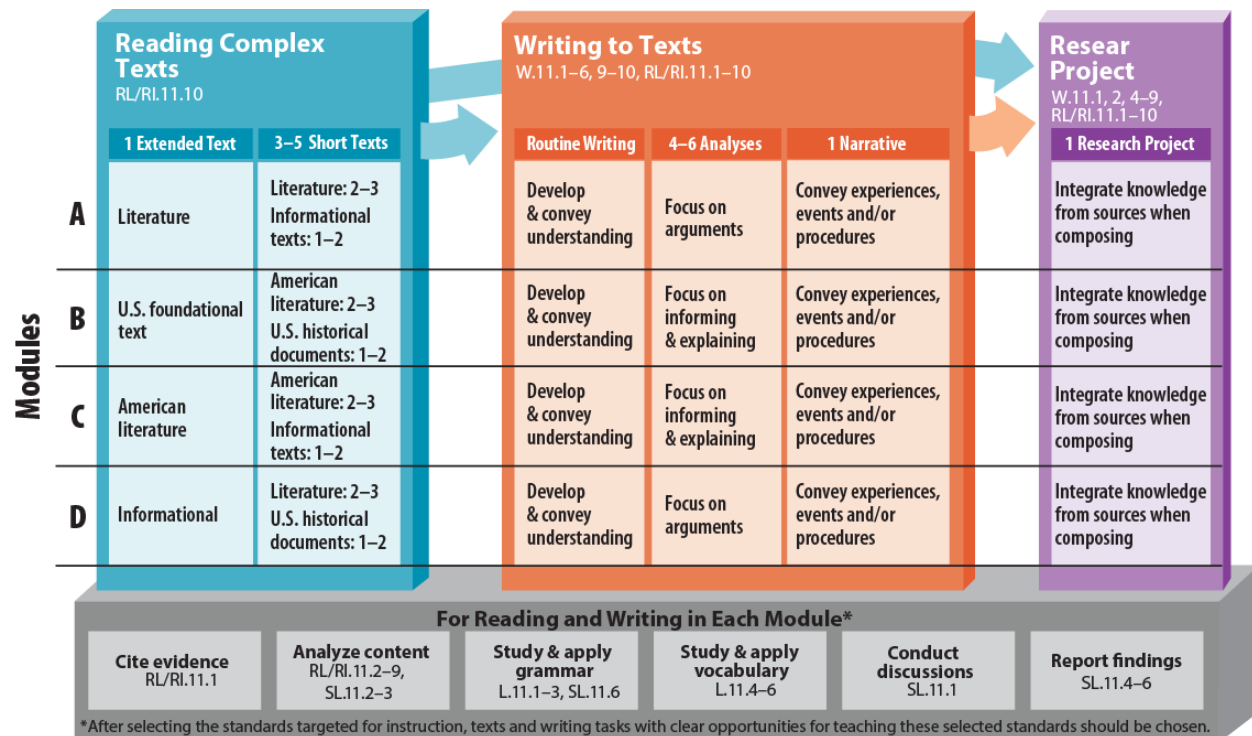 Reading Complex
Texts
RL/RI.11.10
1 Extended Text
3–5 Short Texts
Writing to Texts
W.11.1–6, 9–10, RL/RI.11.1–10
Routine Writing
4–6 Analyses
1 Narrative
Resear
Project
W.11.1, 2, 4–9,
RL/RI.11.1–10
1 Research Project
Modules
A
Literature
Literature: 2–3
Informational
texts: 1–2
Develop
& convey
understanding
Focus on
arguments
Convey experiences,
events and/or
procedures
Integrate knowledge
from sources when
composing
B
U.S. foundational
text
American
literature: 2–3
U.S. historical
documents: 1–2
Develop
& convey
understanding
Focus on
informing
& explaining
Convey experiences,
events and/or
procedures
Integrate knowledge
from sources when
composing
C
American
literature
American
literature: 2–3
Informational
texts: 1–2
Develop
& convey
understanding
Focus on
informing
& explaining
Convey experiences,
events and/or
procedures
Integrate knowledge
from sources when
composing
D
Informational
Literature: 2–3
U.S. historical
documents: 1–2
Develop
& convey
understanding
Focus on
arguments
Convey experiences,
events and/or
procedures
Integrate knowledge
from sources when
composing
For Reading and Writing in Each Module*
Cite evidence
RL/RI.11.1
Analyze content
RL/RI.11.2–9,
SL.11.2–3
Study & apply
grammar
L.11.1–3, SL.11.6
Study & apply
vocabulary
L.11.4–6
Conduct
discussions
SL.11.1
Report findings
SL.11.4–6
*After selecting the standards targeted for instruction, texts and writing tasks with clear opportunities for teaching these selected standards should be chosen.